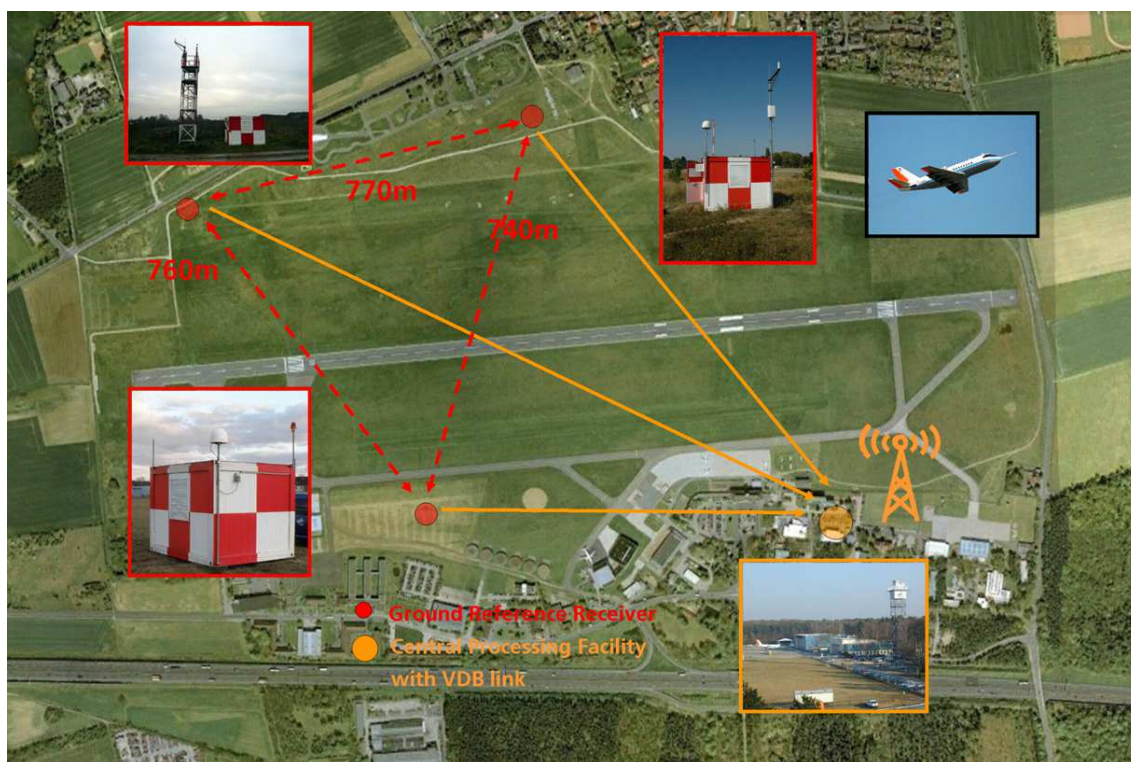 770m
740m
760m
Ground Reference Receiver
Central Processing Facility
with VDB link